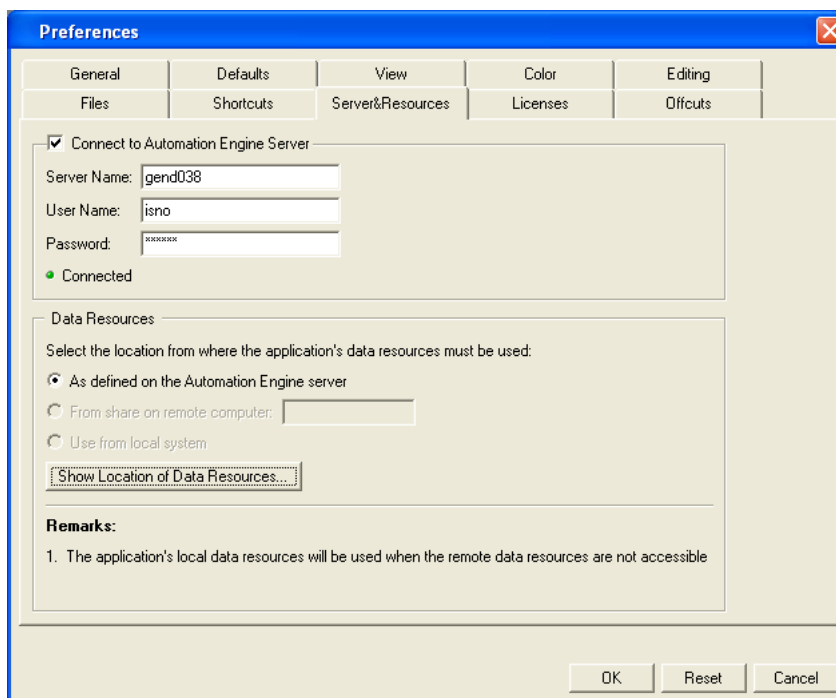 Preferences
General Defaults View Color Editing
Files Shortcuts Server&Resources Licenses Offcuts
Connect to Automation Engine Server
Server Name: gend038
User Name: isno
Password: ******
Connected
Data Resources
Select the location from where the application's data resources must be used:
As defined on the Automation Engine server
From share on remote computer:
Use from local system
Show Location of Data Resources...
Remarks:
1. The application's local data resources will be used when the remote data resources are not accessible
OK Reset Cancel